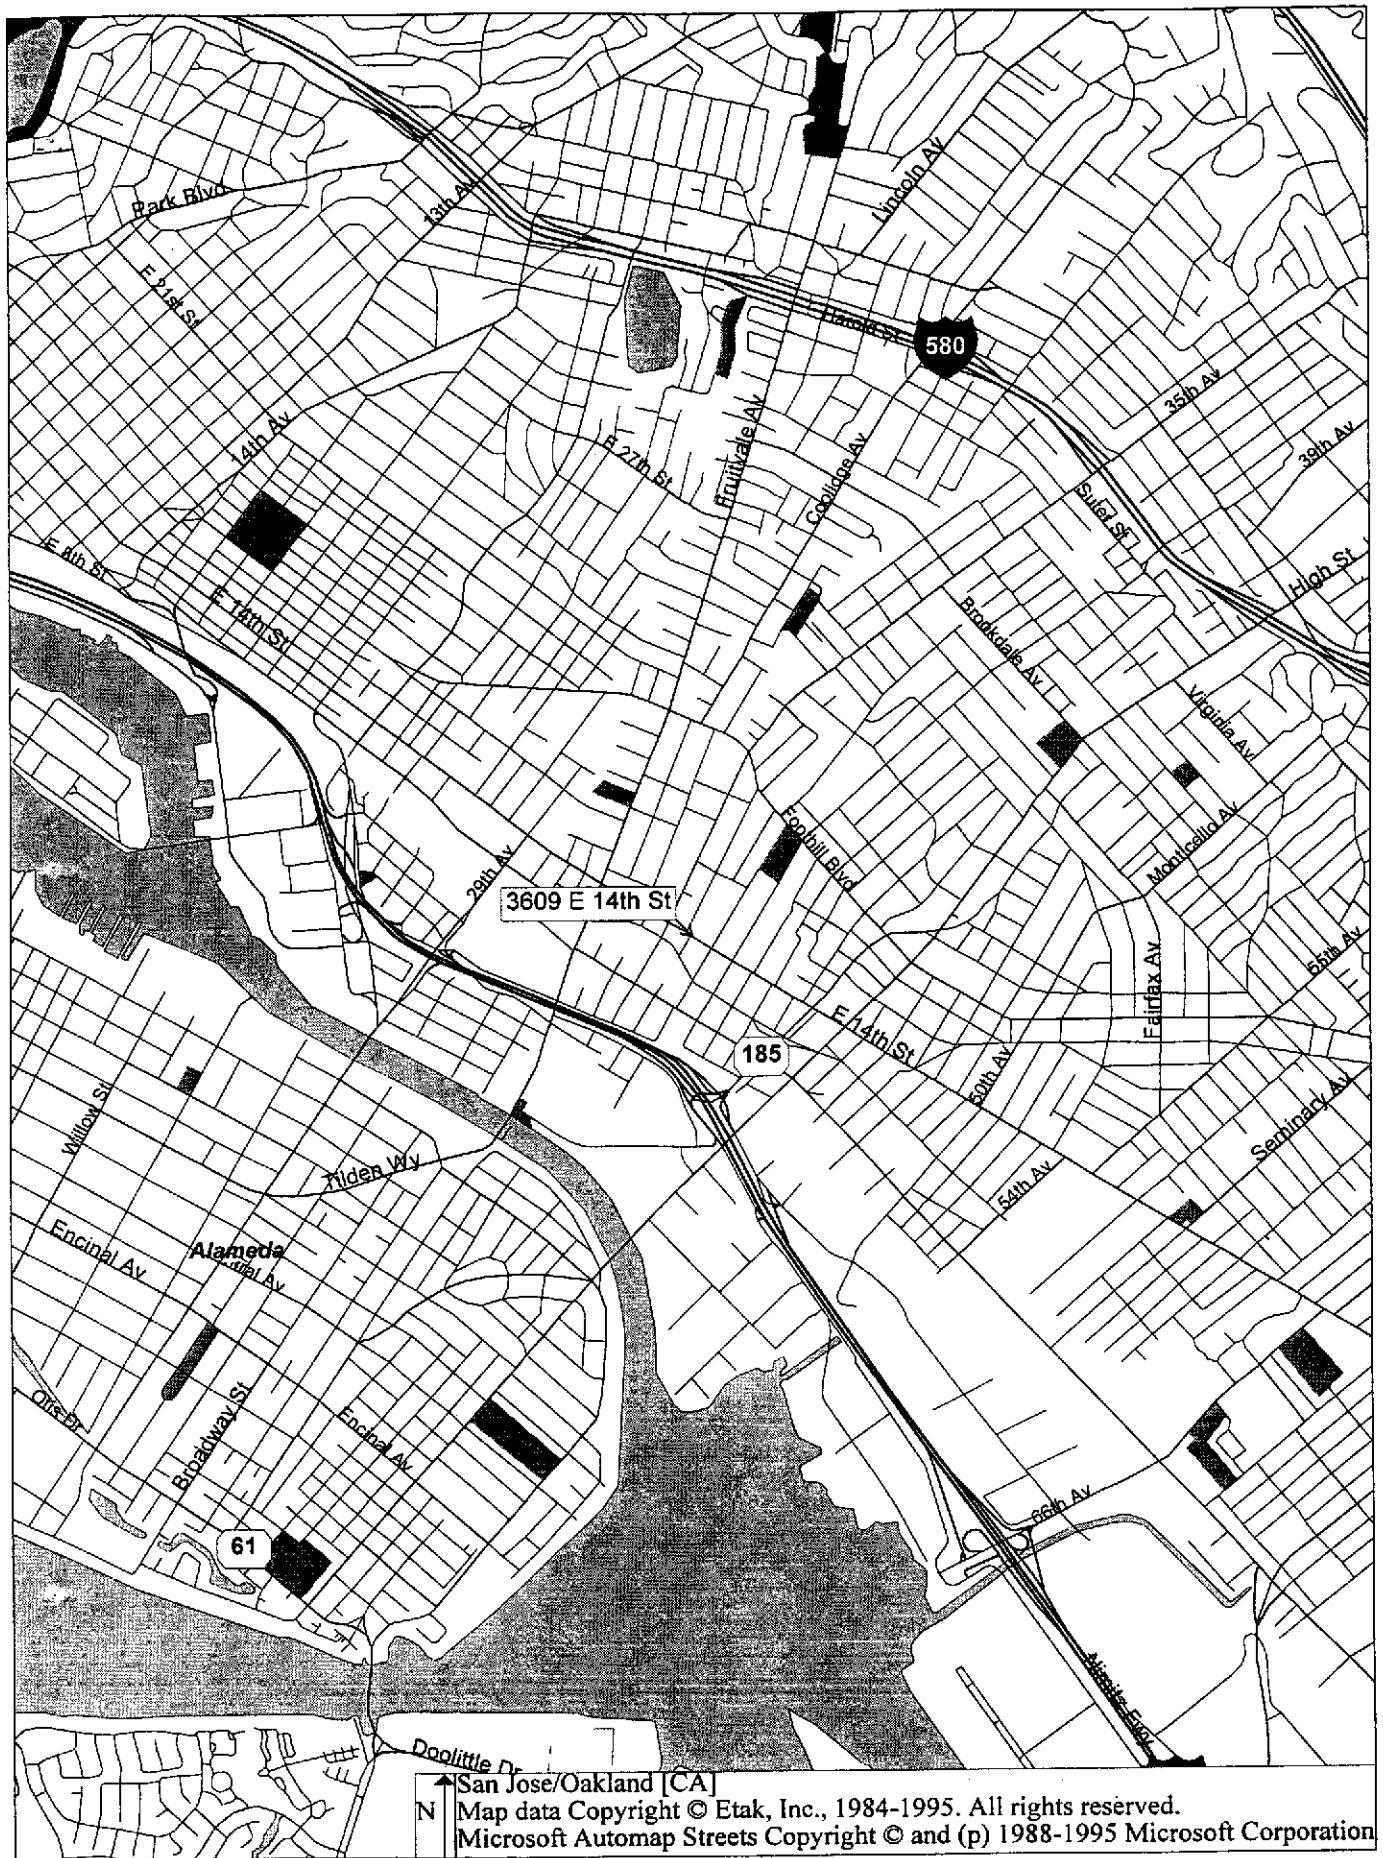 Lincoln Av
Park Blvd
13th Av
E 21st St
Harold St
580
35th Av
39th Av
14th Av
E 27th St
Fruitvale Av
Coolidge Av
Suter St
High St
E 8th St
E 14th St
Brookdale Av
Virginia Av
Monticello Av
Foothill Blvd
29th Av
3609 E 14th St
55th Av
Fairfax Av
E 14th St
185
50th Av
Seminary Av
Willow St
Tilden Wy
54th Av
Encinal Av
Alameda
Otis Dr
Broadway St
Encinal Av
66th Av
61
Nimitz Fwy
Doolittle Dr
San Jose/Oakland [CA]
N
Map data Copyright © Etak, Inc., 1984-1995. All rights reserved.
Microsoft Automap Streets Copyright © and (p) 1988-1995 Microsoft Corporation